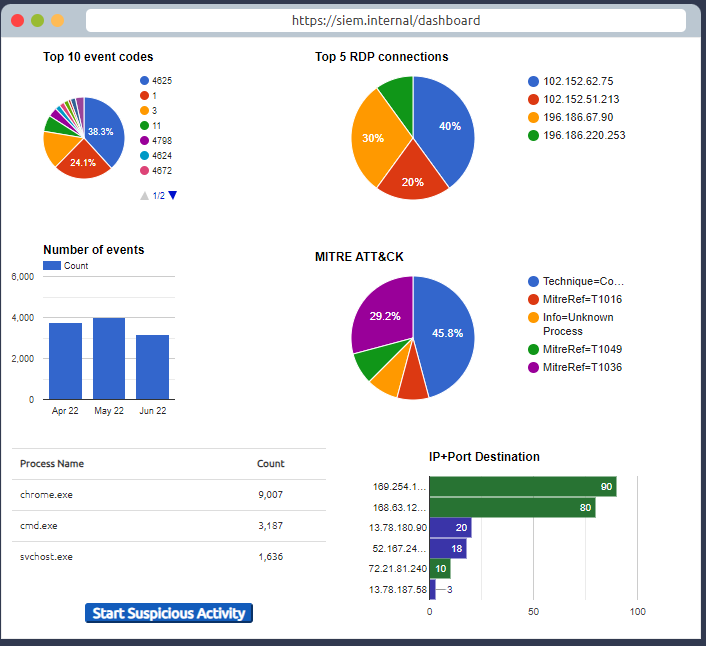 https://siem.internal/dashboard
Top 10 event codes
38.3%
24.1%
4625
1
3
11
4798
4624
4672
1/2
Top 5 RDP connections
40%
20%
30%
102.152.62.75
102.152.51.213
196.186.67.90
196.186.220.253
Number of events
Count
6,000
4,000
2,000
0
Apr 22
May 22
Jun 22
MITRE ATT&CK
45.8%
29.2%
Technique=Co...
MitreRef=T1016
Info=Unknown
Process
MitreRef=T1049
MitreRef=T1036
Process Name Count
chrome.exe 9,007
cmd.exe 3,187
svchost.exe 1,636
Start Suspicious Activity
IP+Port Destination
169.254.1... 90
168.63.12... 80
13.78.180.90 20
52.167.24... 18
72.21.81.240 10
13.78.187.58 3
0 50 100